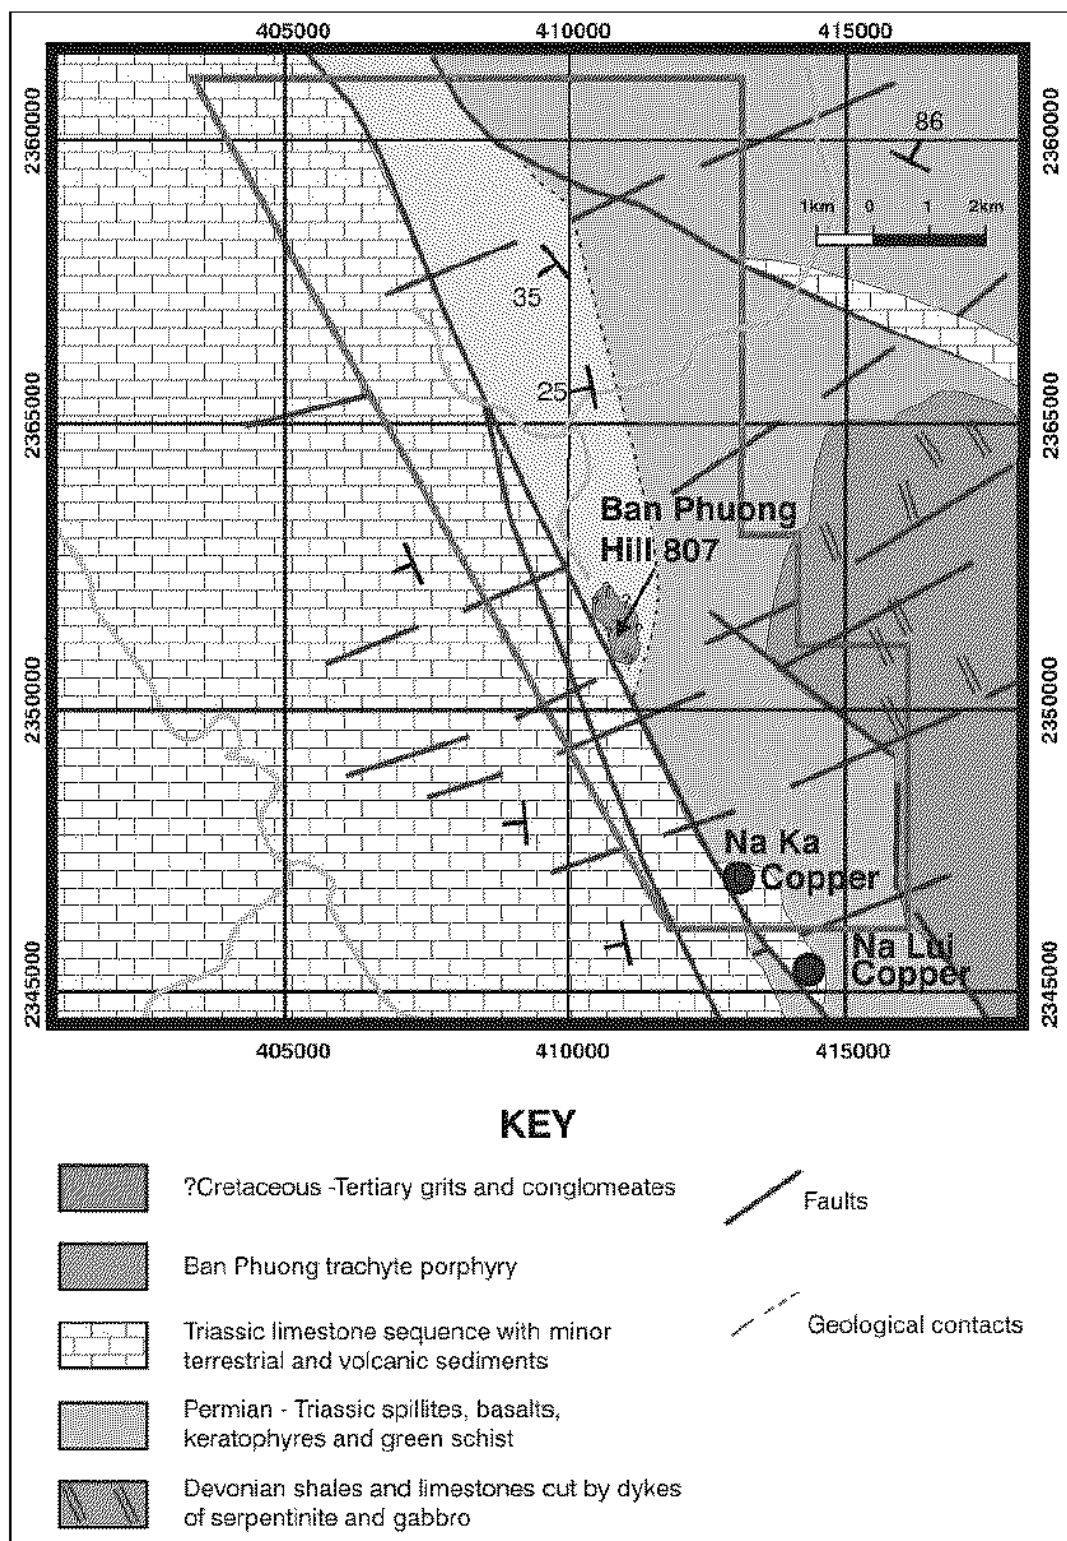 405000 410000 415000
2360000 2360000
86
1km 0 1 2km
35
25
2365000 2365000
Ban Phuong
Hill 807
2350000 2350000
Na Ka
Copper
Na Lui
Copper
2345000 2345000
405000 410000 415000
KEY
?Cretaceous -Tertiary grits and conglomeates
Faults
Ban Phuong trachyte porphyry
Geological contacts
Triassic limestone sequence with minor
terrestrial and volcanic sediments
Permian - Triassic spillites, basalts,
keratophyres and green schist
Devonian shales and limestones cut by dykes
of serpentinite and gabbro